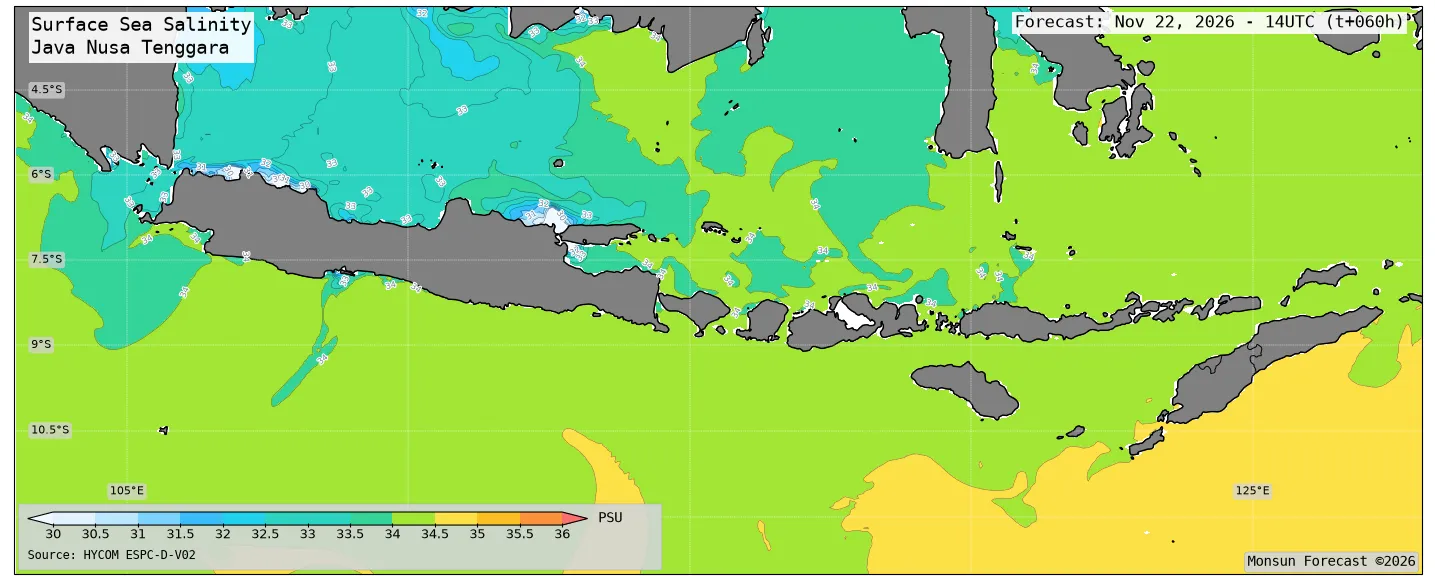 Surface Sea Salinity
Java Nusa Tenggara
Forecast: Nov 22, 2026 - 14UTC (t+060h)
4.5°S
6°S
7.5°S
9°S
10.5°S
105°E
125°E
30 30.5 31 31.5 32 32.5 33 33.5 34 34.5 35 35.5 36
PSU
Source: HYCOM ESPC-D-V02
Monsun Forecast ©2026